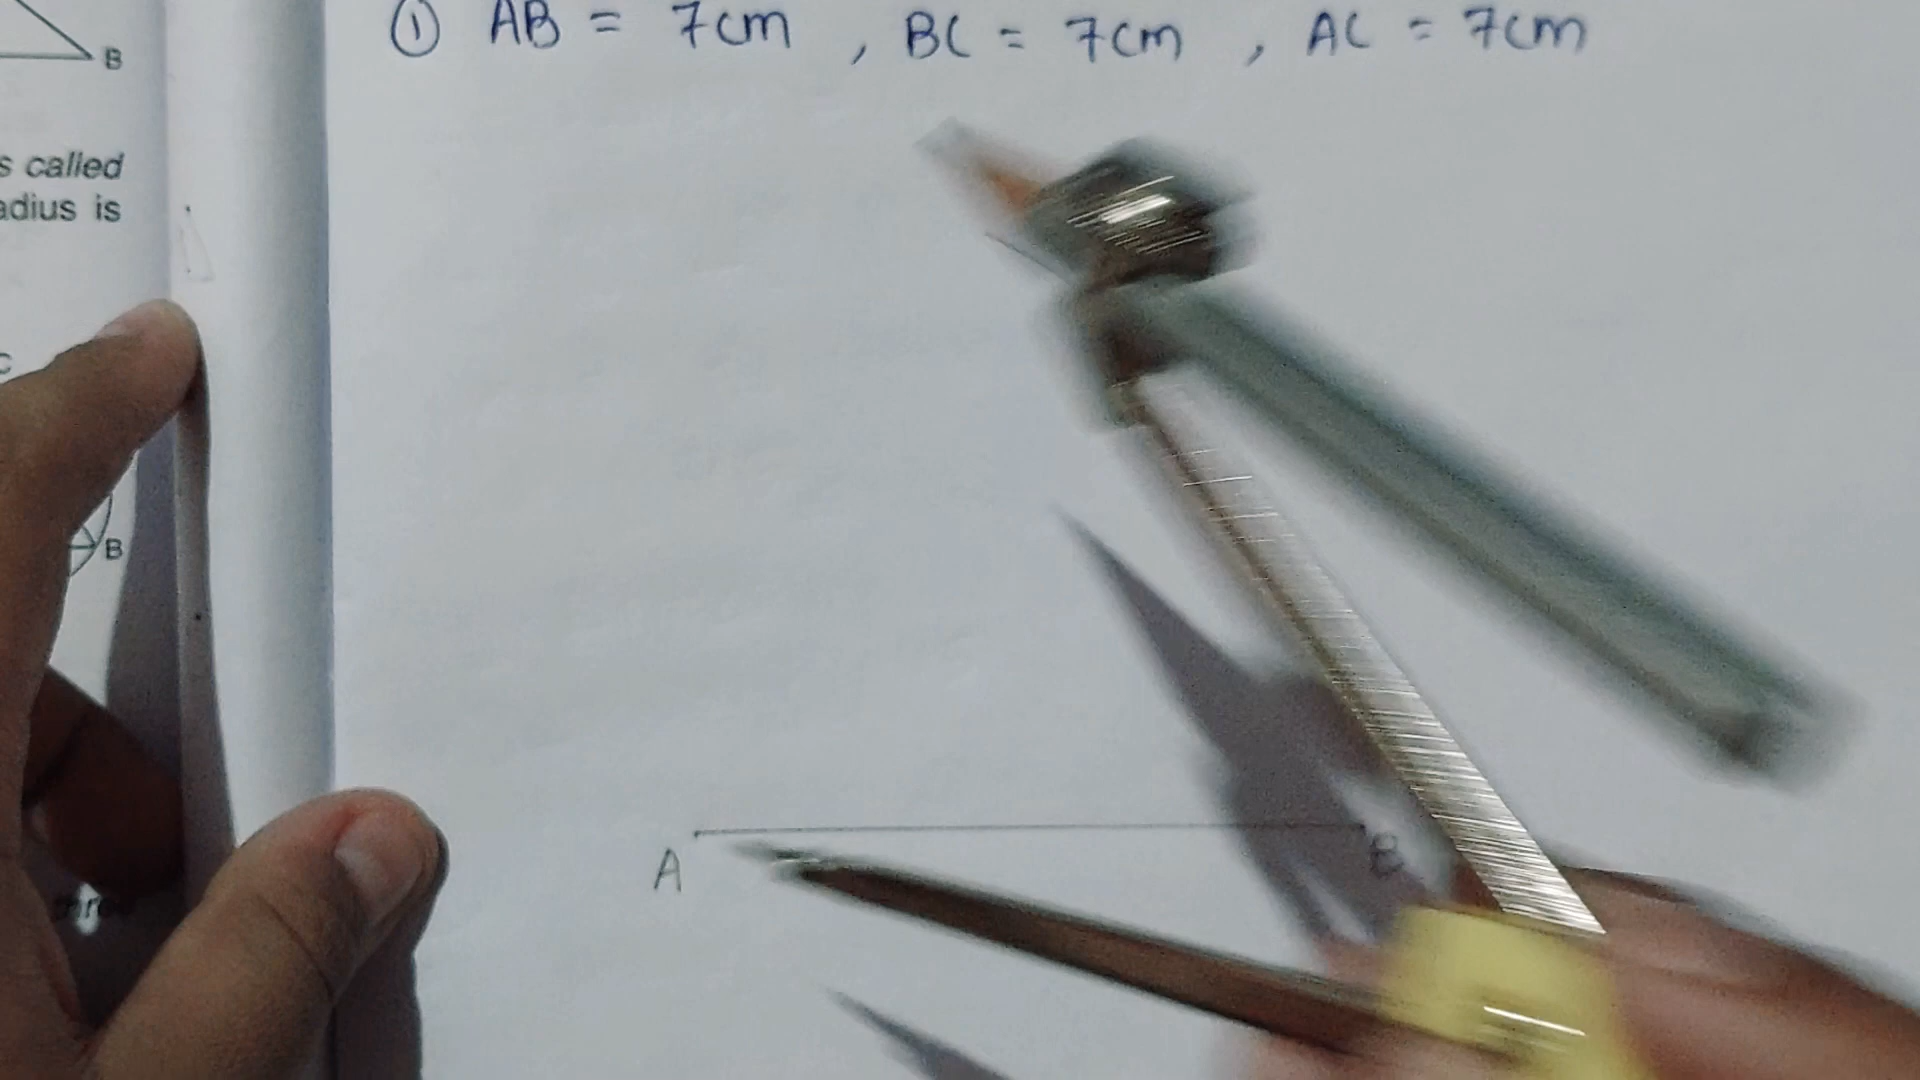 ① AB = 7cm , BC = 7cm , AC = 7cm
B
s called
adius is
C
B
A B